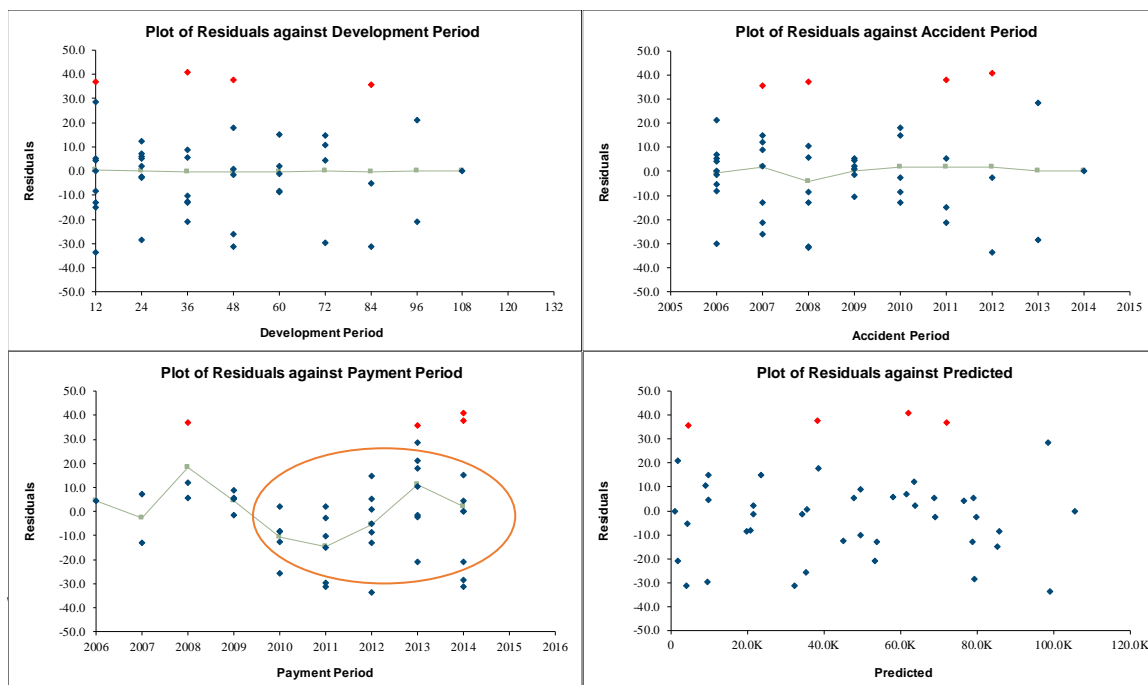 Plot of Residuals against Development Period
50.0
40.0
30.0
20.0
10.0
0.0
-10.0
-20.0
-30.0
-40.0
-50.0
Residuals
12 24 36 48 60 72 84 96 108 120 132
Development Period
Plot of Residuals against Accident Period
50.0
40.0
30.0
20.0
10.0
0.0
-10.0
-20.0
-30.0
-40.0
-50.0
Residuals
2005 2006 2007 2008 2009 2010 2011 2012 2013 2014 2015
Accident Period
Plot of Residuals against Payment Period
50.0
40.0
30.0
20.0
10.0
0.0
-10.0
-20.0
-30.0
-40.0
-50.0
Residuals
2006 2007 2008 2009 2010 2011 2012 2013 2014 2015 2016
Payment Period
Plot of Residuals against Predicted
50.0
40.0
30.0
20.0
10.0
0.0
-10.0
-20.0
-30.0
-40.0
-50.0
Residuals
0 20.0K 40.0K 60.0K 80.0K 100.0K 120.0K
Predicted